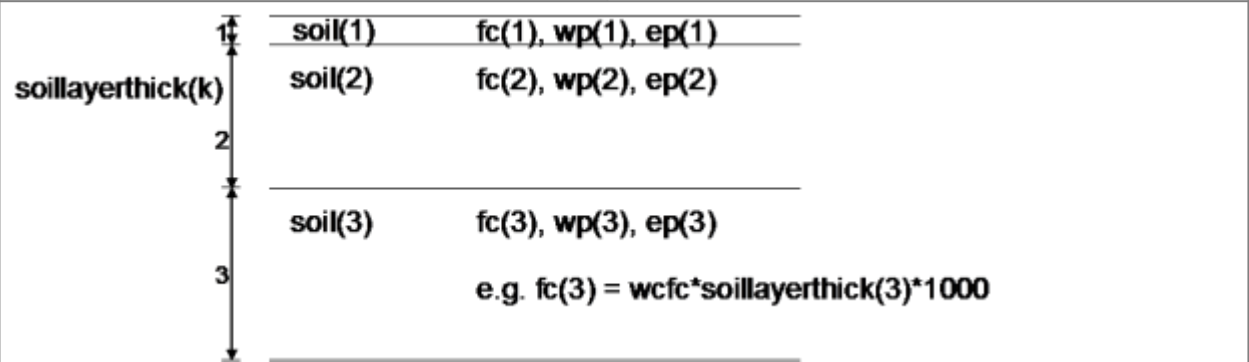 1 soil(1) fc(1), wp(1), ep(1)
soillayerthick(k) soil(2) fc(2), wp(2), ep(2)
2
soil(3) fc(3), wp(3), ep(3)
3
e.g. fc(3) = wcfc*soillayerthick(3)*1000